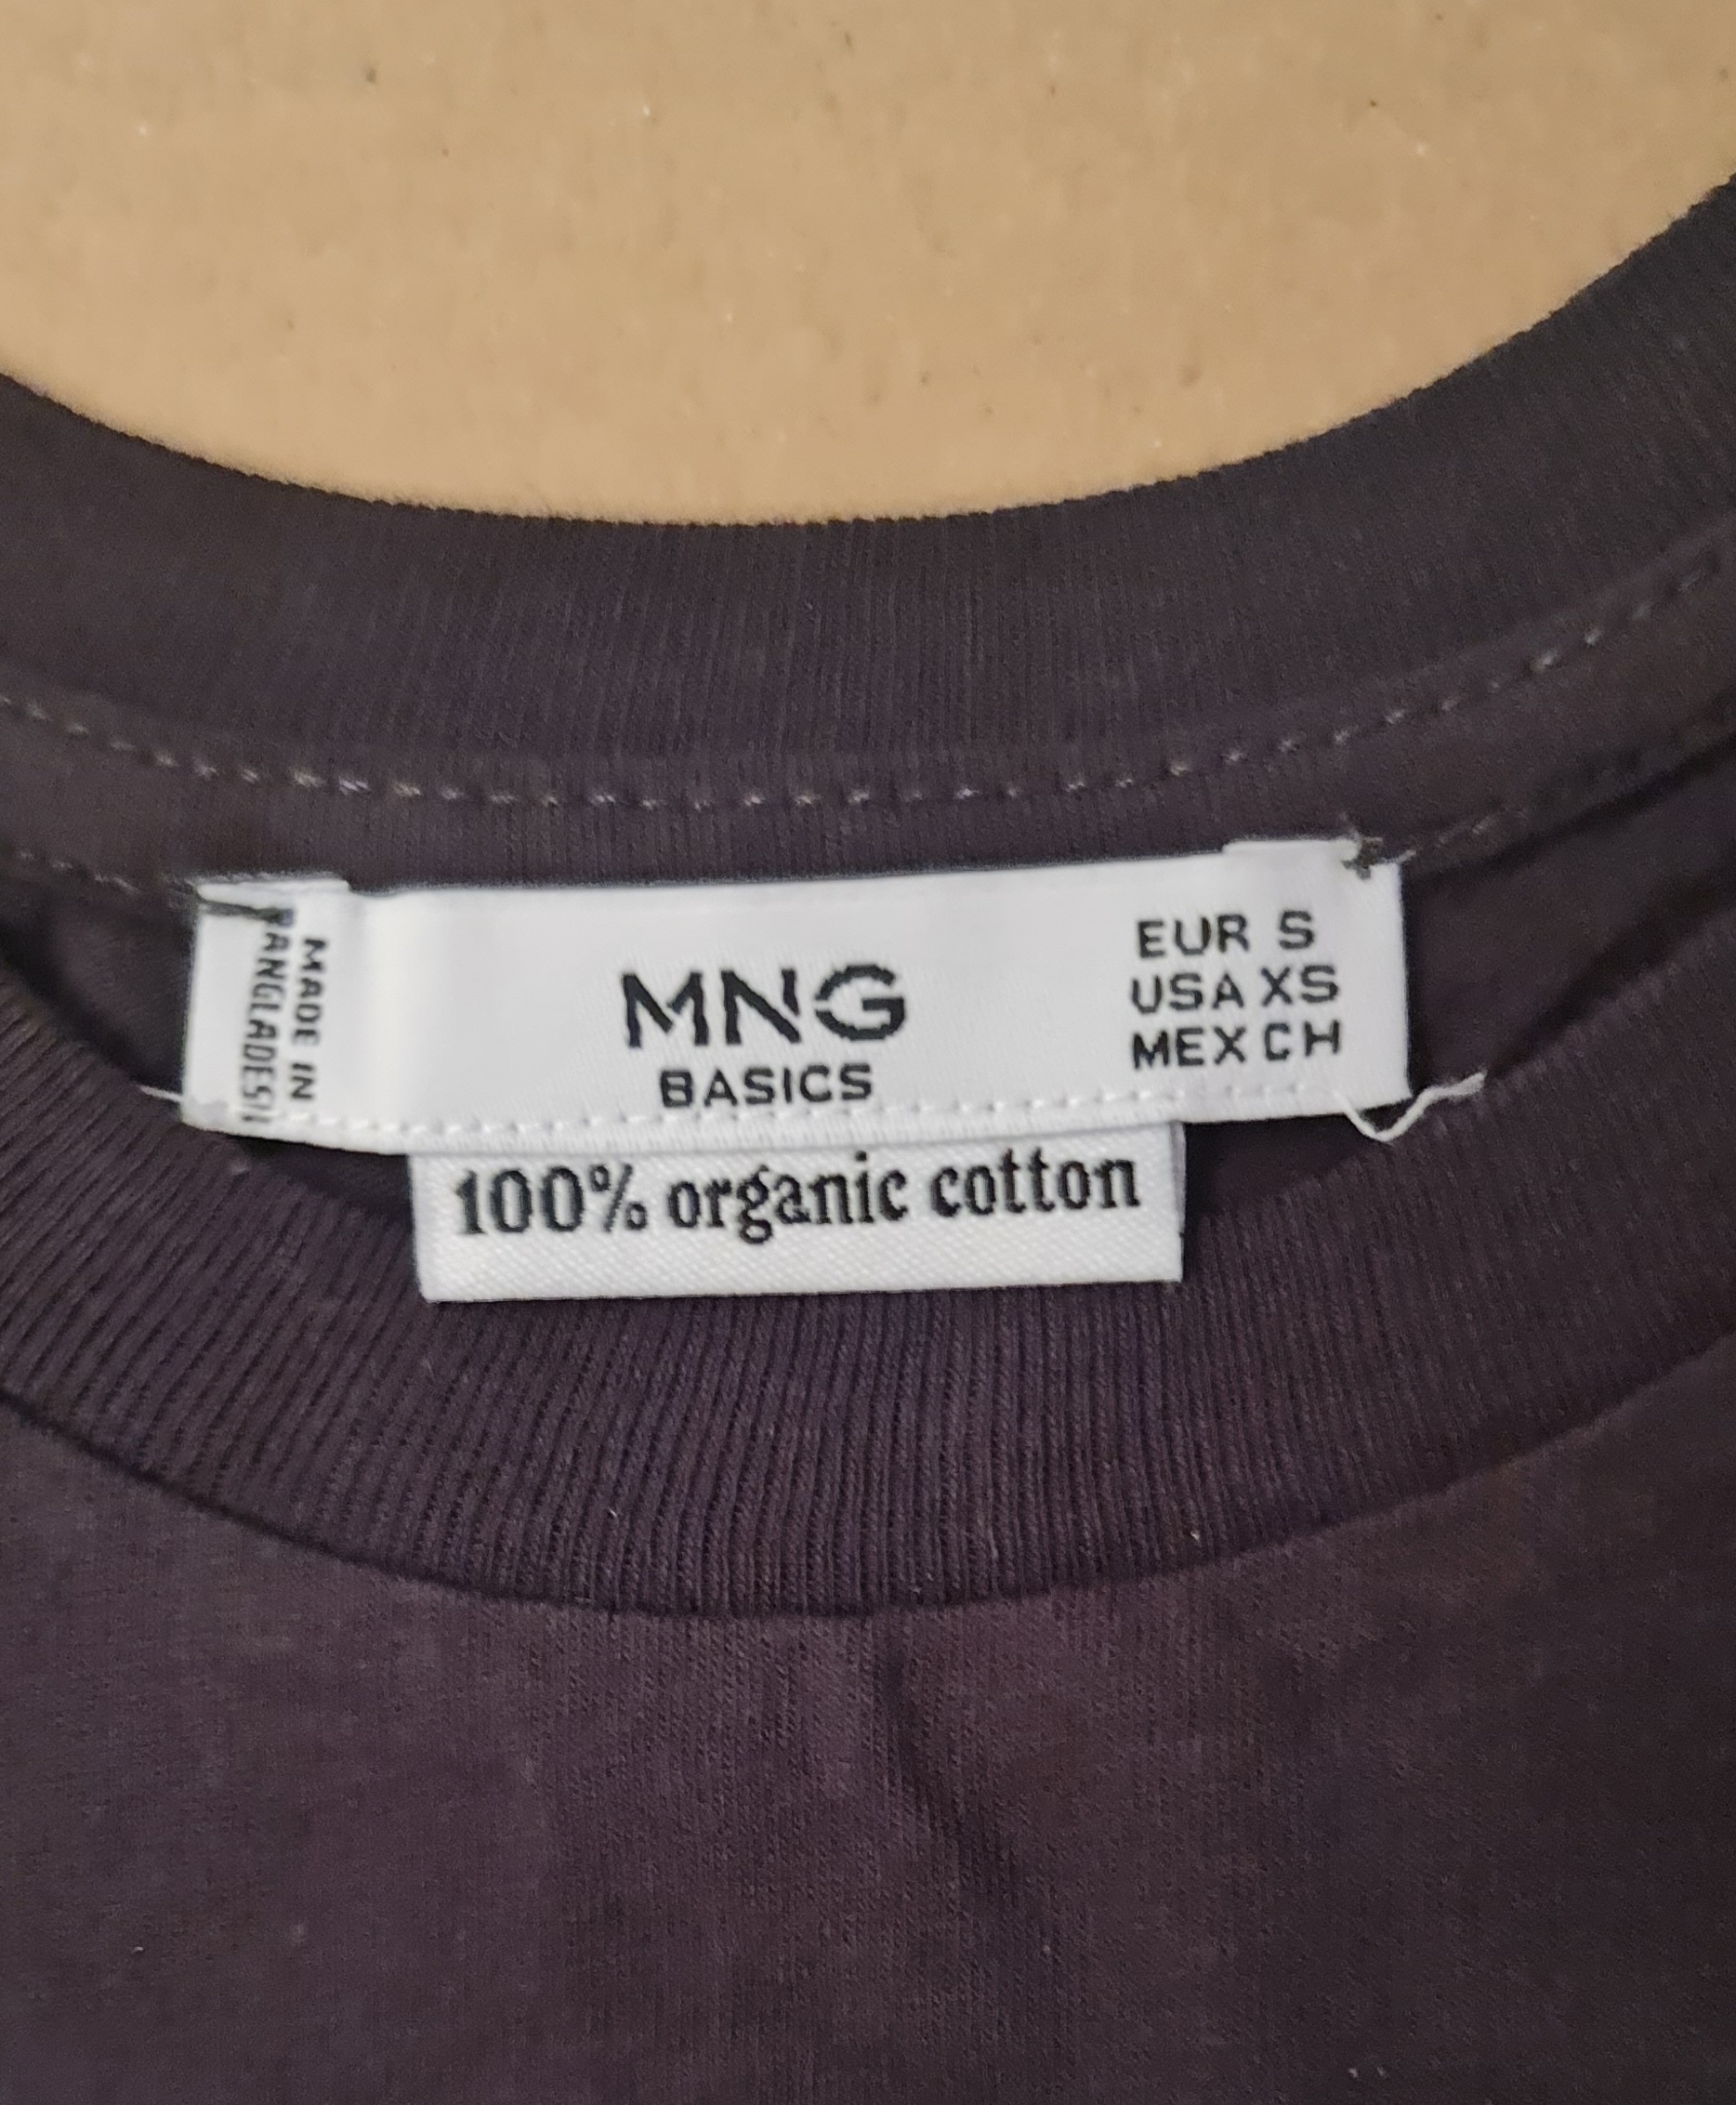 MADE IN
BANGLADESH
MNG
BASICS
EUR S
USA XS
MEX CH
100% organic cotton